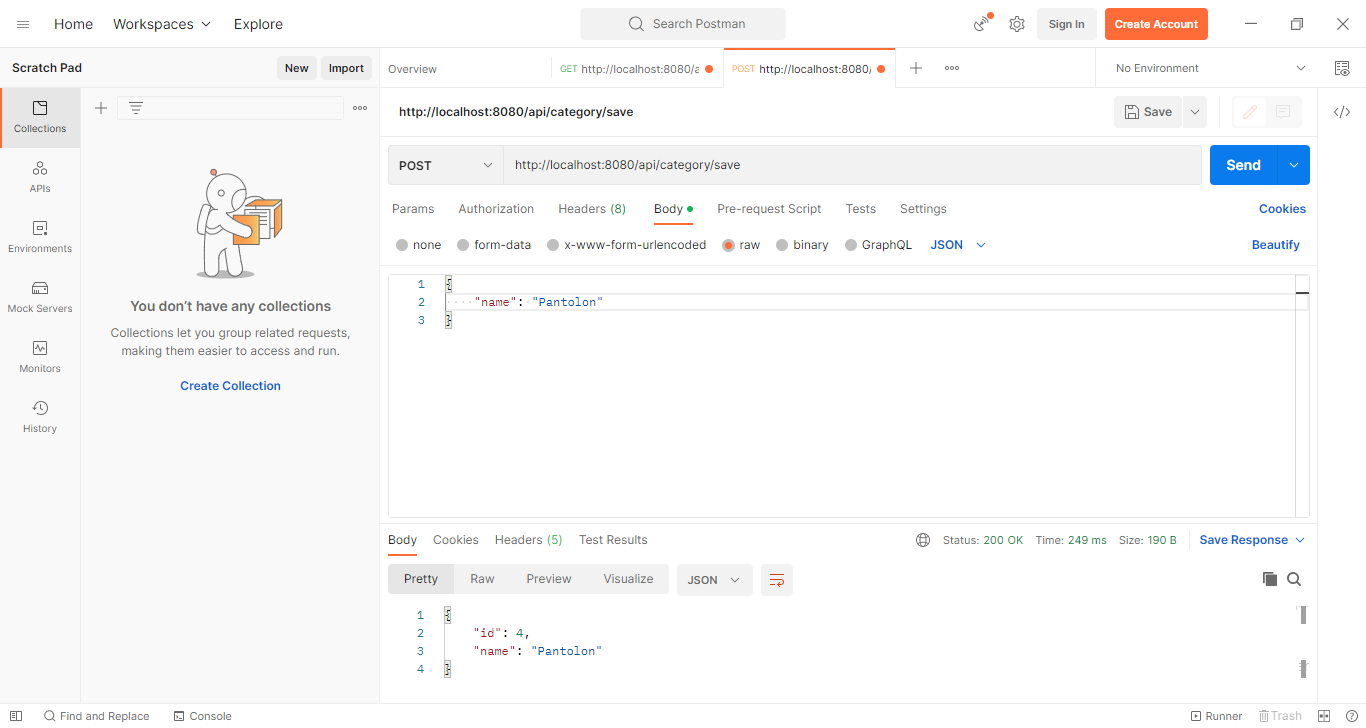 Home Workspaces Explore Search Postman Sign In Create Account
Scratch Pad New Import
Overview GET http://localhost:8080/a POST http://localhost:8080/ No Environment
Collections
APIs
Environments
Mock Servers
Monitors
History
You don’t have any collections
Collections let you group related requests,
making them easier to access and run.
Create Collection
http://localhost:8080/api/category/save Save
POST http://localhost:8080/api/category/save Send
Params Authorization Headers (8) Body Pre-request Script Tests Settings Cookies
none form-data x-www-form-urlencoded raw binary GraphQL JSON Beautify
1 {
2 "name": "Pantolon"
3 }
Body Cookies Headers (5) Test Results Status: 200 OK Time: 249 ms Size: 190 B Save Response
Pretty Raw Preview Visualize JSON
1 {
2 "id": 4,
3 "name": "Pantolon"
4 }
Find and Replace Console Runner Trash